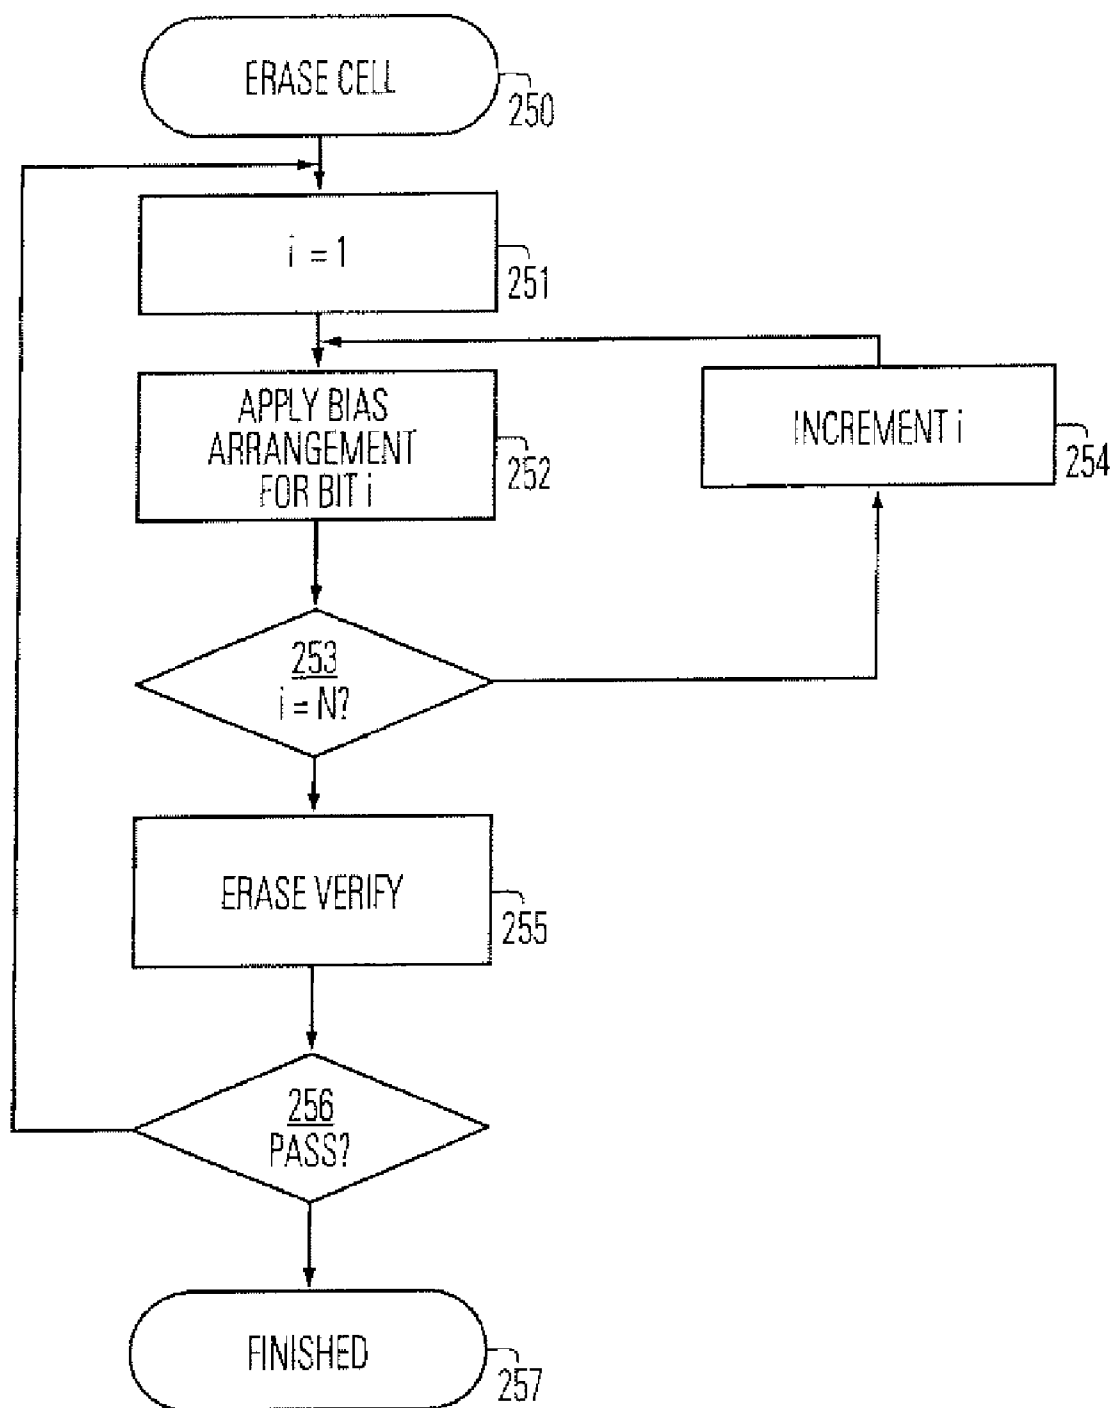 ERASE CELL
250
i = 1
251
APPLY BIAS
ARRANGEMENT
FOR BIT i
252
INCREMENT i
254
253
i = N?
ERASE VERIFY
255
256
PASS?
FINISHED
257